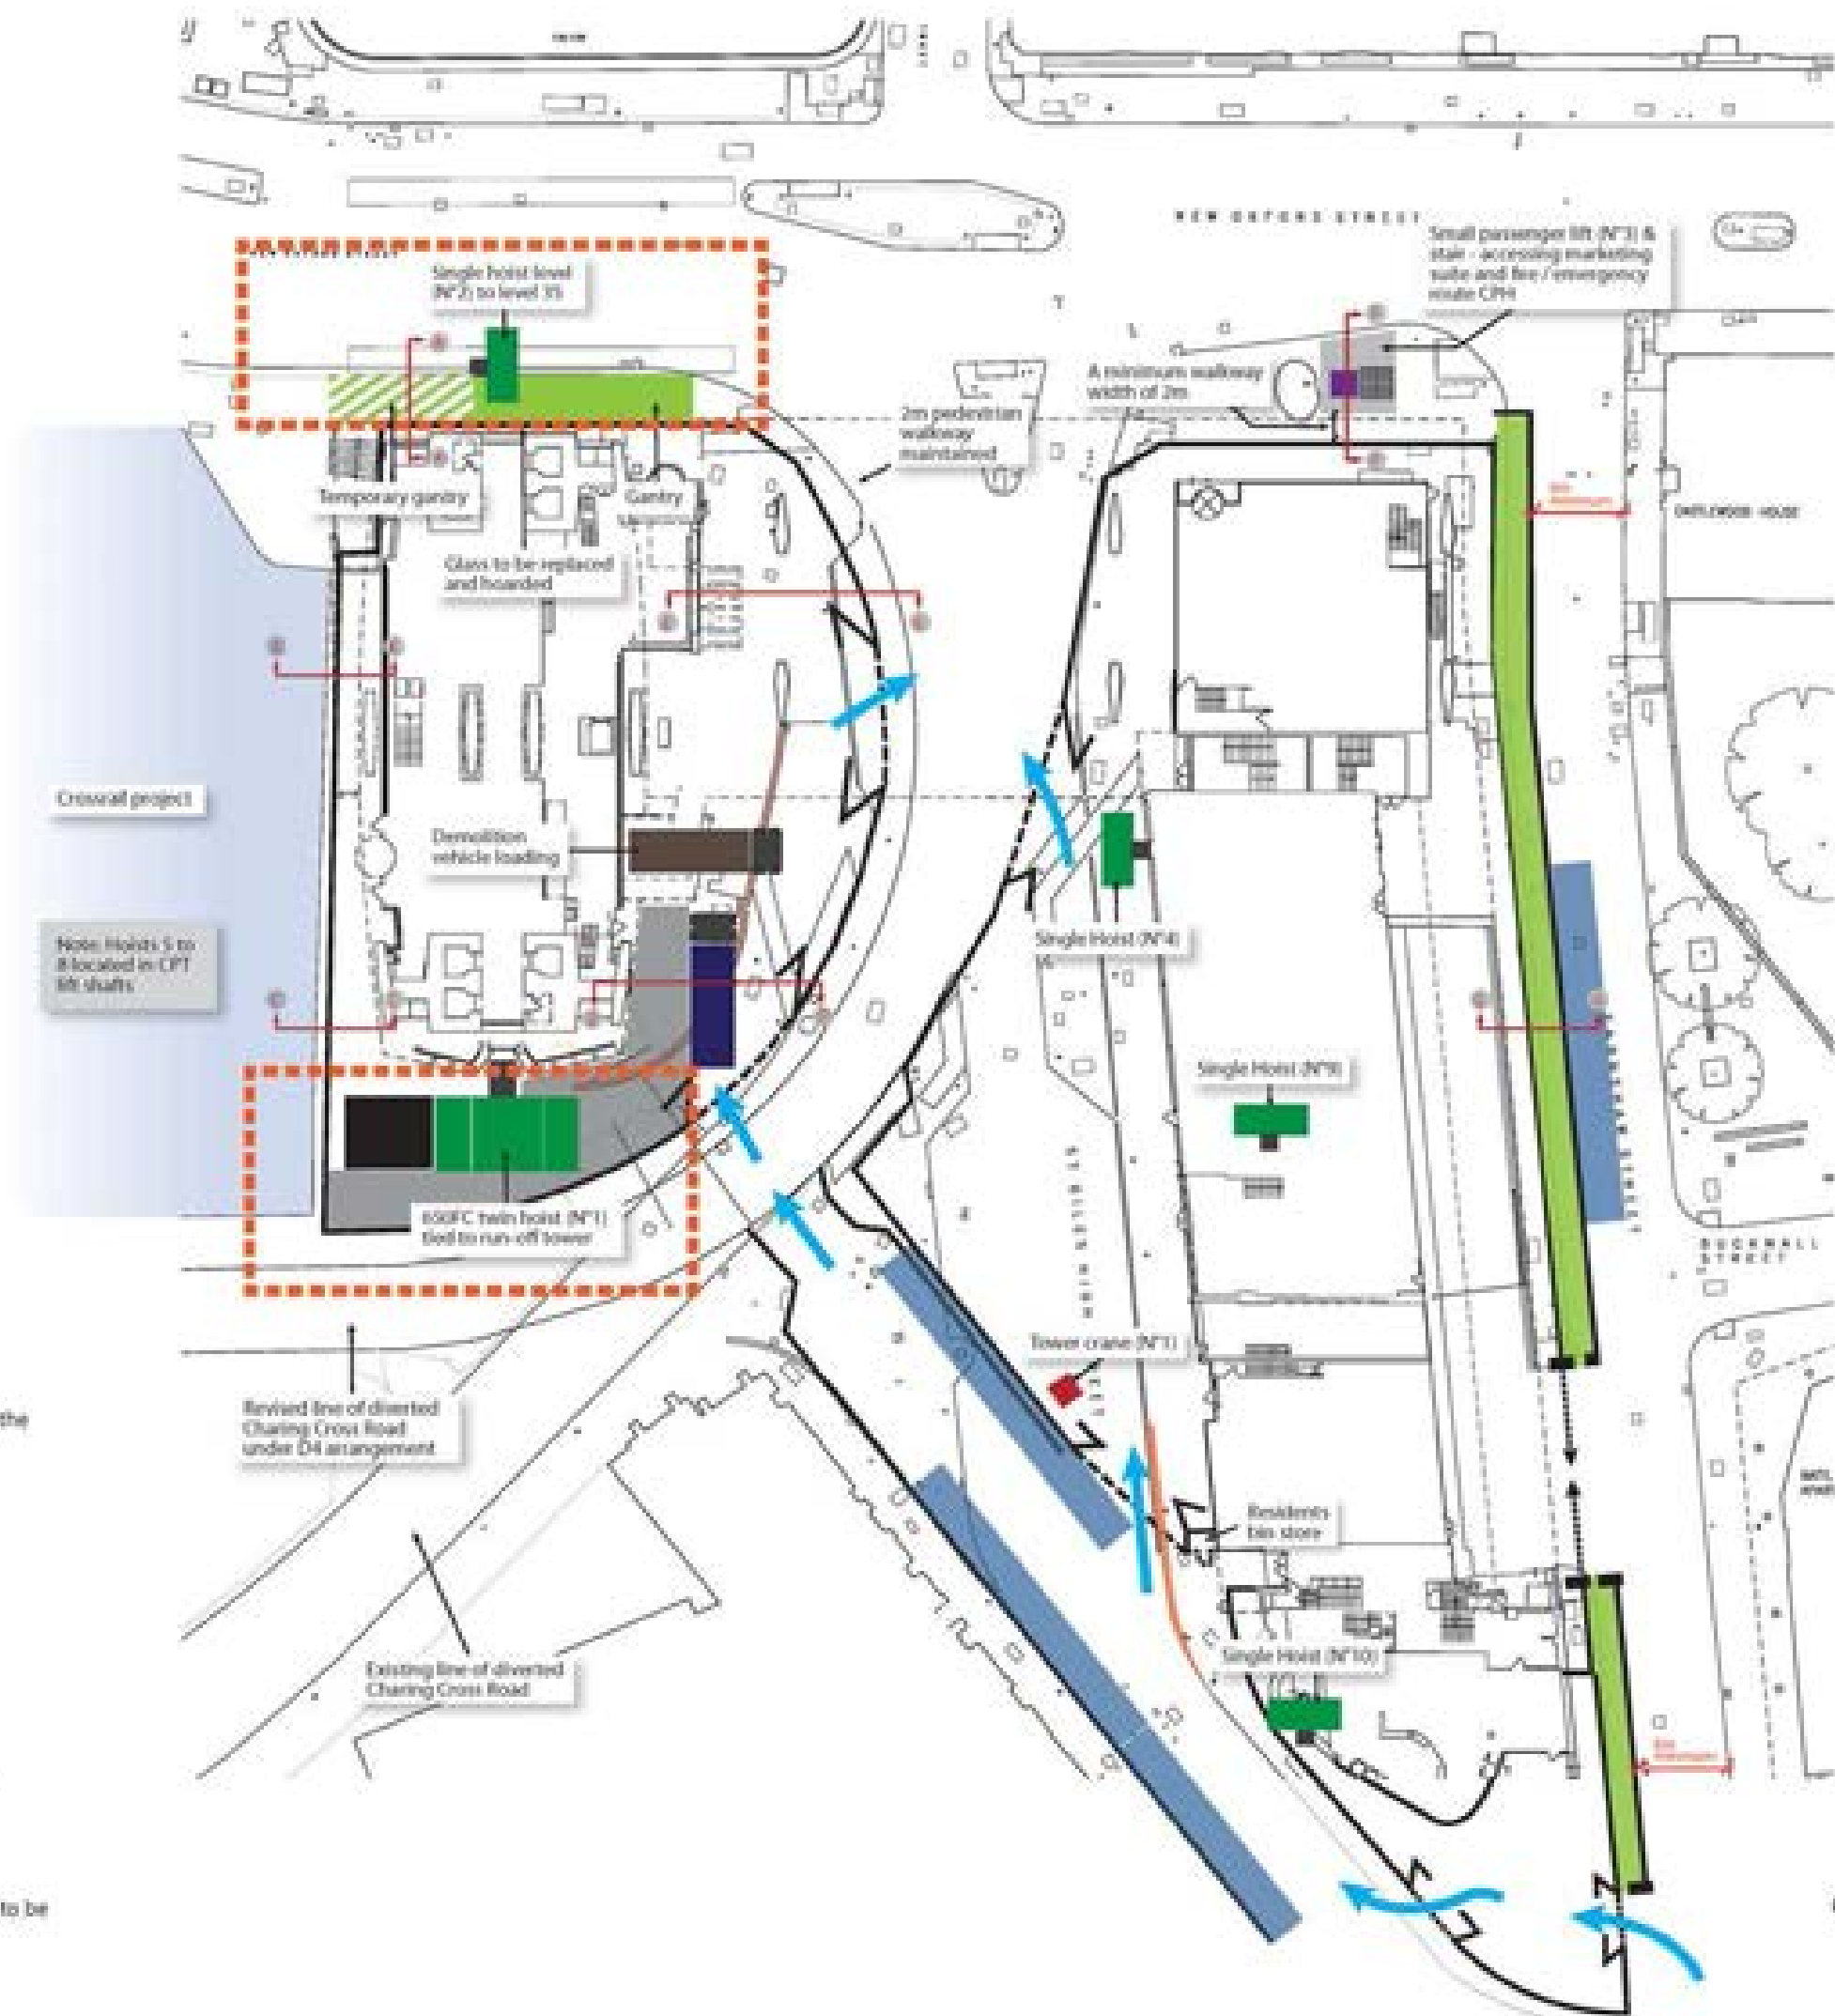 NEW OXFORD STREET
Small passenger lift (N°3) &
stair - accessing marketing
suite and fire / emergency
route CPH
Single hoist level
(N°2) to level 35
A minimum walkway
width of 2m
2m pedestrian
walkway
maintained
Temporary gantry
Gantry
Glass to be replaced
and hoarded
minimum
Crossrail project
Demolition
vehicle loading
Note: Hoists 5 to
8 located in CPT
lift shafts
Single Hoist (N°4)
Single Hoist (N°9)
650FC twin hoist (N°1)
tied to run-off tower
BUCKNALL
STREET
Tower crane (N°1)
Revised line of diverted
Charing Cross Road
under D4 arrangement
the
Residents
bin store
Single Hoist (N°10)
Existing line of diverted
Charing Cross Road
minimum
to be